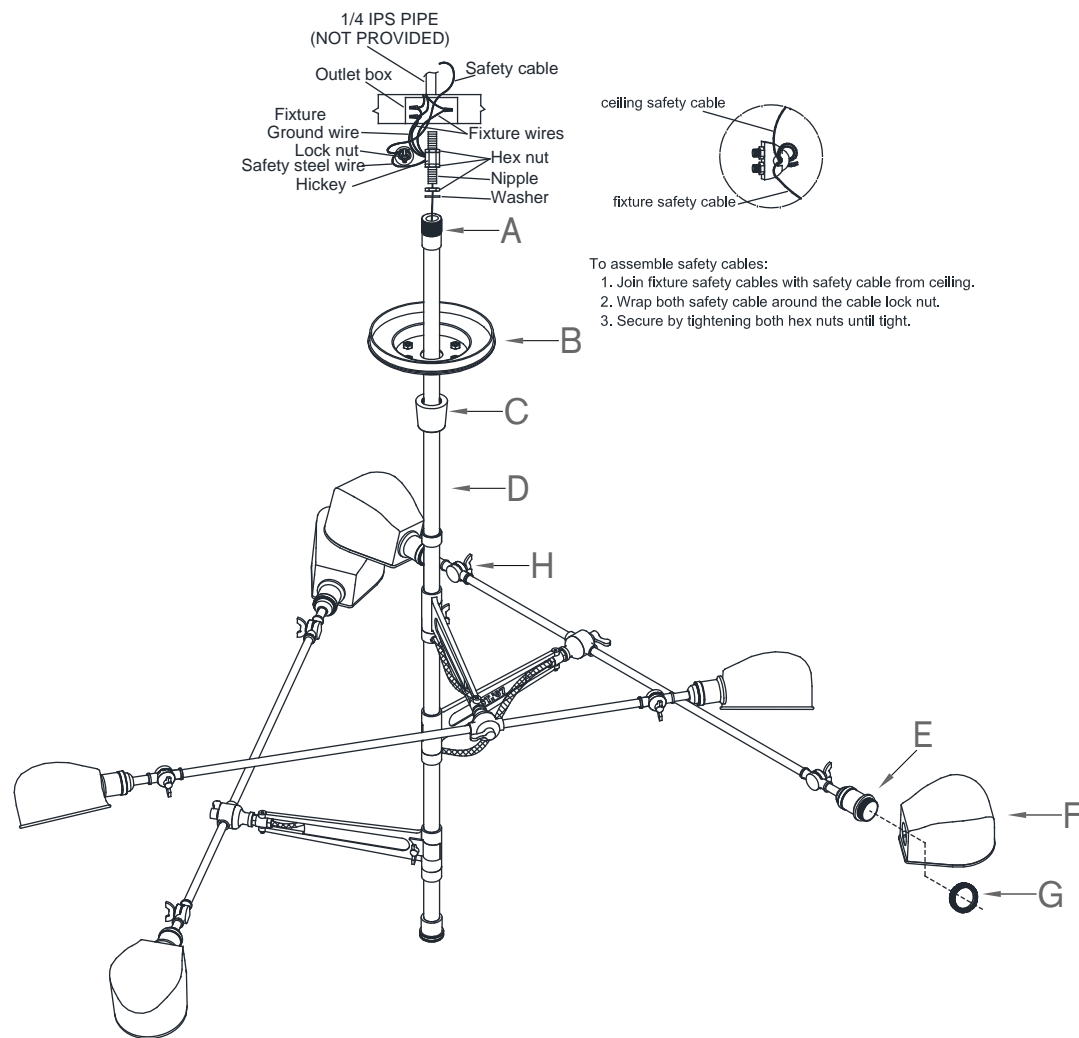 1/4 IPS PIPE
(NOT PROVIDED)
Outlet box
Safety cable
Fixture
Ground wire
Fixture wires
Lock nut
Safety steel wire
Hex nut
Hickey
Nipple
Washer
A
ceiling safety cable
fixture safety cable
To assemble safety cables:
1. Join fixture safety cables with safety cable from ceiling.
2. Wrap both safety cable around the cable lock nut.
3. Secure by tightening both hex nuts until tight.
B
C
D
H
E
F
G